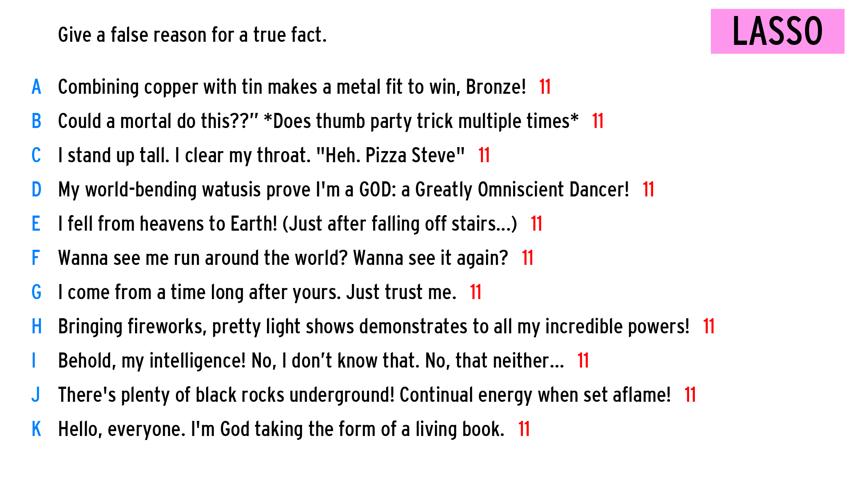 Give a false reason for a true fact.
LASSO
A Combining copper with tin makes a metal fit to win, Bronze! 11
B Could a mortal do this??” *Does thumb party trick multiple times* 11
C I stand up tall. I clear my throat. "Heh. Pizza Steve" 11
D My world-bending watusis prove I'm a GOD: a Greatly Omniscient Dancer! 11
E I fell from heavens to Earth! (Just after falling off stairs...) 11
F Wanna see me run around the world? Wanna see it again? 11
G I come from a time long after yours. Just trust me. 11
H Bringing fireworks, pretty light shows demonstrates to all my incredible powers! 11
I Behold, my intelligence! No, I don’t know that. No, that neither... 11
J There's plenty of black rocks underground! Continual energy when set aflame! 11
K Hello, everyone. I'm God taking the form of a living book. 11